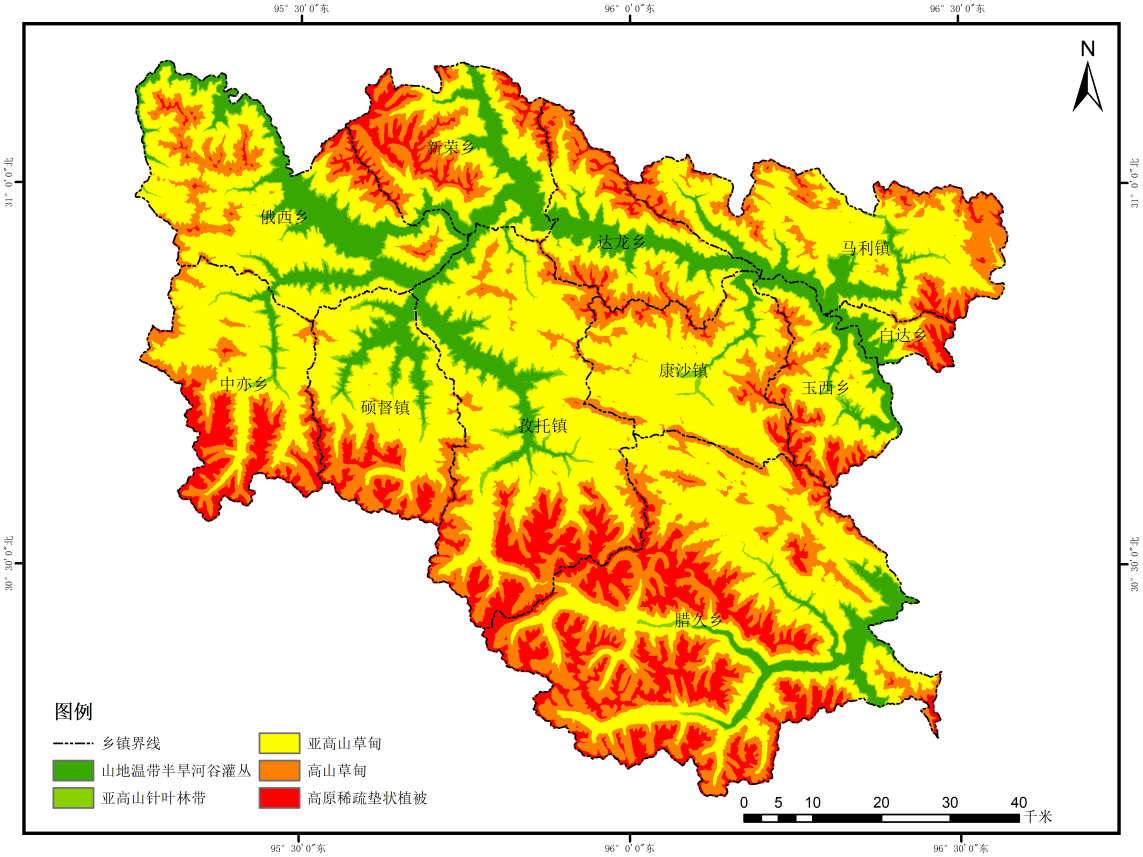 95° 30′ 0″东
96° 0′ 0″东
96° 30′ 0″东
N
31° 0′ 0″北
31° 0′ 0″北
新荣乡
俄西乡
达龙乡
马利镇
白达乡
康沙镇
玉西乡
中亦乡
硕督镇
孜托镇
30° 30′ 0″北
30° 30′ 0″北
腊久乡
图例
乡镇界线
亚高山草甸
山地温带半旱河谷灌丛
高山草甸
亚高山针叶林带
高原稀疏垫状植被
0 5 10 20 30 40
千米
95° 30′ 0″东
96° 0′ 0″东
96° 30′ 0″东